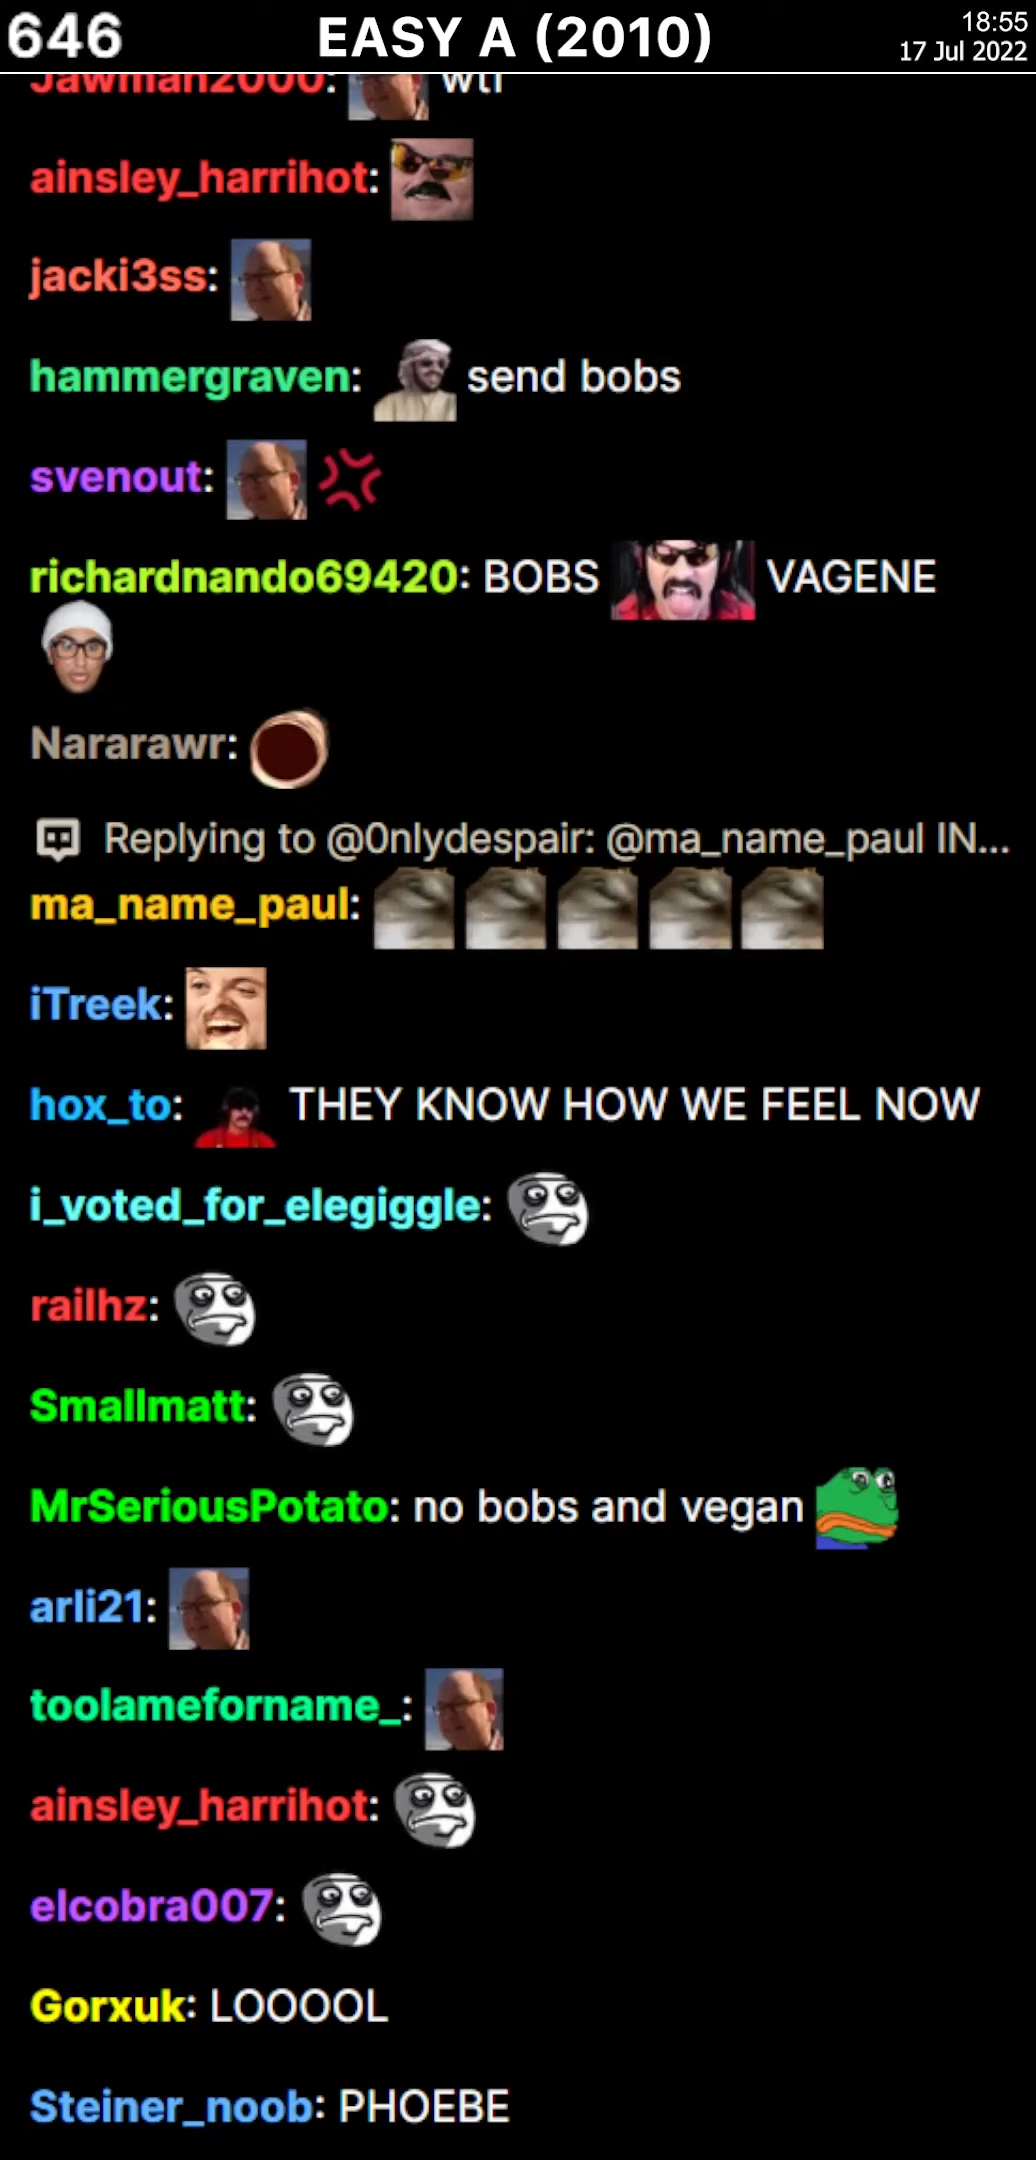 646
EASY A (2010)
18:55
17 Jul 2022
Jawman2000: wtf
ainsley_harrihot:
jacki3ss:
hammergraven: send bobs
svenout:
richardnando69420: BOBS VAGENE
Nararawr:
Replying to @0nlydespair: @ma_name_paul IN...
ma_name_paul:
iTreek:
hox_to: THEY KNOW HOW WE FEEL NOW
i_voted_for_elegiggle:
railhz:
Smallmatt:
MrSeriousPotato: no bobs and vegan
arli21:
toolameforname_:
ainsley_harrihot:
elcobra007:
Gorxuk: LOOOOL
Steiner_noob: PHOEBE